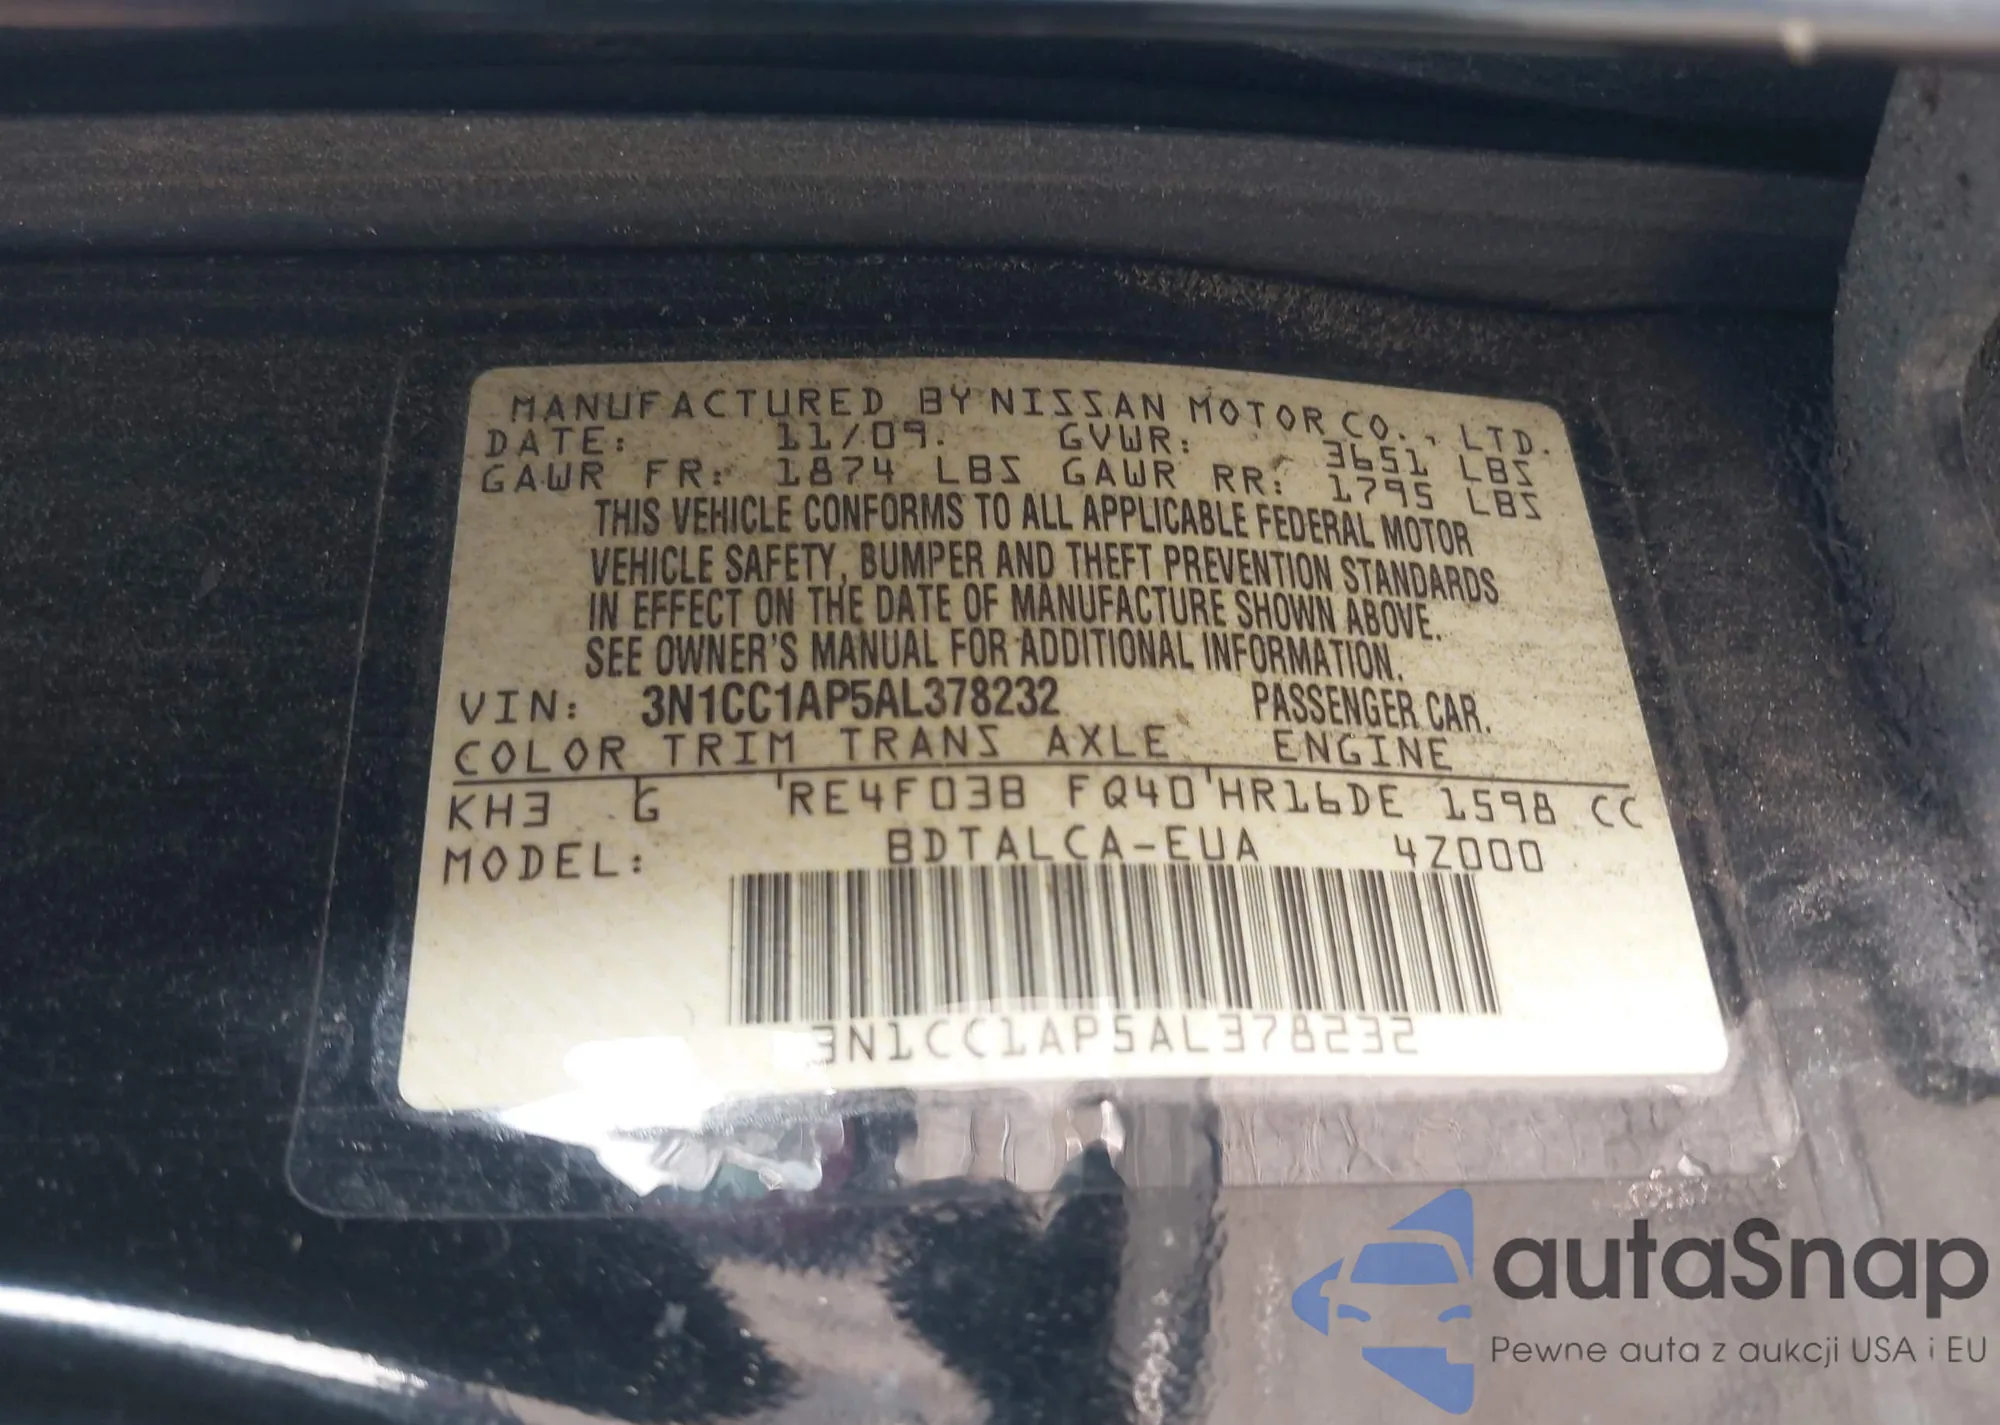 MANUFACTURED BY NISSAN MOTOR CO., LTD.
DATE: 11/09. GVWR: 3651 LBS
GAWR FR: 1874 LBS GAWR RR: 1795 LBS
THIS VEHICLE CONFORMS TO ALL APPLICABLE FEDERAL MOTOR
VEHICLE SAFETY, BUMPER AND THEFT PREVENTION STANDARDS
IN EFFECT ON THE DATE OF MANUFACTURE SHOWN ABOVE.
SEE OWNER'S MANUAL FOR ADDITIONAL INFORMATION.
VIN: 3N1CC1AP5AL378232 PASSENGER CAR.
COLOR TRIM TRANS AXLE ENGINE
KH3 G RE4F03B FQ40 HR16DE 1598 CC
MODEL: BDTALCA-EUA 4Z000
3N1CC1AP5AL378232
autaSnap
Pewne auta z aukcji USA i EU